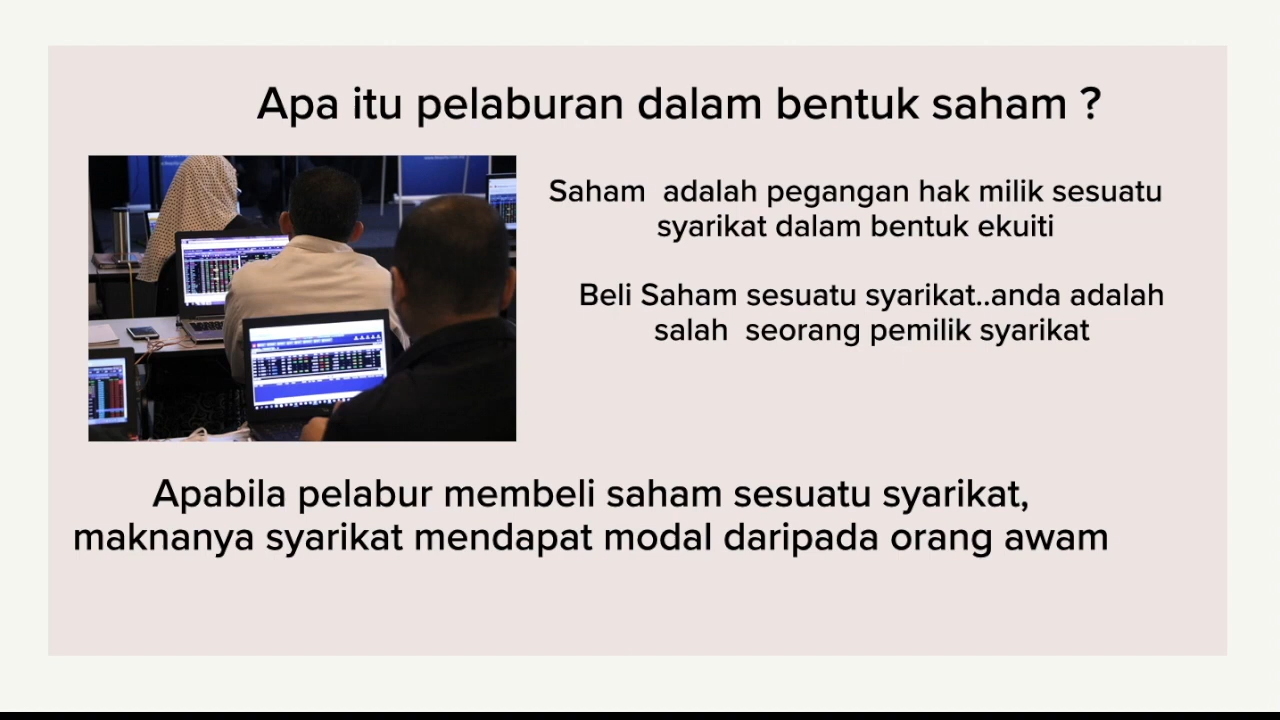 Apa itu pelaburan dalam bentuk saham ?
Saham adalah pegangan hak milik sesuatu
syarikat dalam bentuk ekuiti
Beli Saham sesuatu syarikat..anda adalah
salah seorang pemilik syarikat
Apabila pelabur membeli saham sesuatu syarikat,
maknanya syarikat mendapat modal daripada orang awam